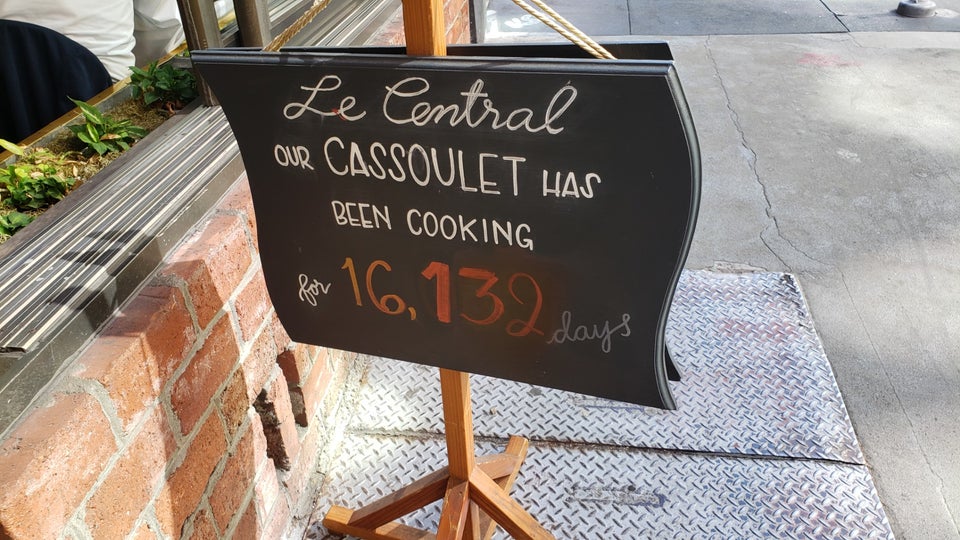 Le Central
OUR CASSOULET HAS
BEEN COOKING
for 16,132 days